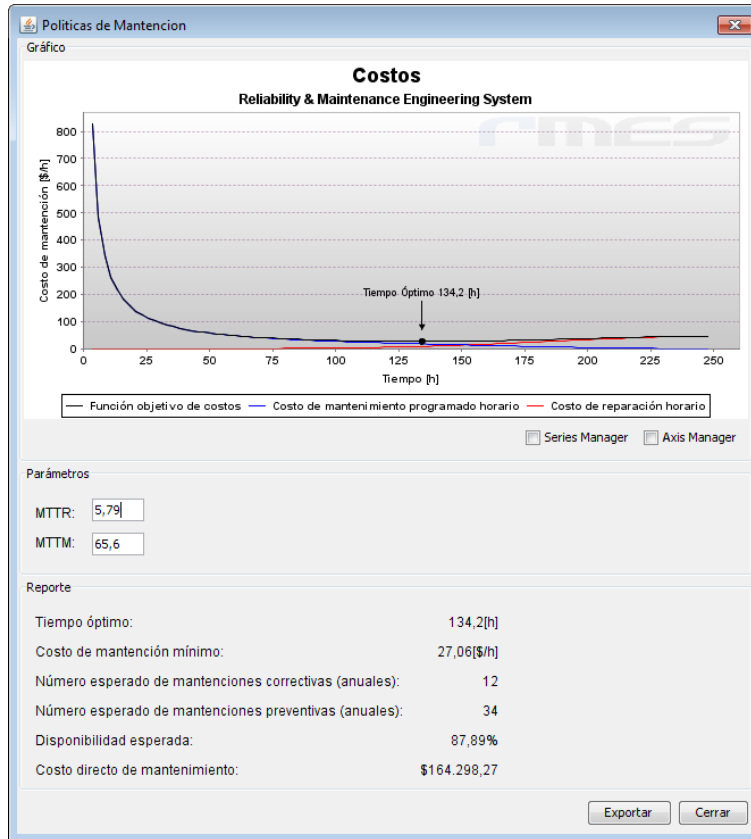 Politicas de Mantencion
Gráfico
Costos
Reliability & Maintenance Engineering System
rmes
Costo de mantención [$/h]
800
700
600
500
400
300
200
100
0
Tiempo Óptimo 134,2 [h]
0 25 50 75 100 125 150 175 200 225 250
Tiempo [h]
Función objetivo de costos Costo de mantenimiento programado horario Costo de reparación horario
Series Manager Axis Manager
Parámetros
MTTR: 5,79
MTTM: 65,6
Reporte
Tiempo óptimo: 134,2[h]
Costo de mantención mínimo: 27,06[$/h]
Número esperado de mantenciones correctivas (anuales): 12
Número esperado de mantenciones preventivas (anuales): 34
Disponibilidad esperada: 87,89%
Costo directo de mantenimiento: $164.298,27
Exportar Cerrar